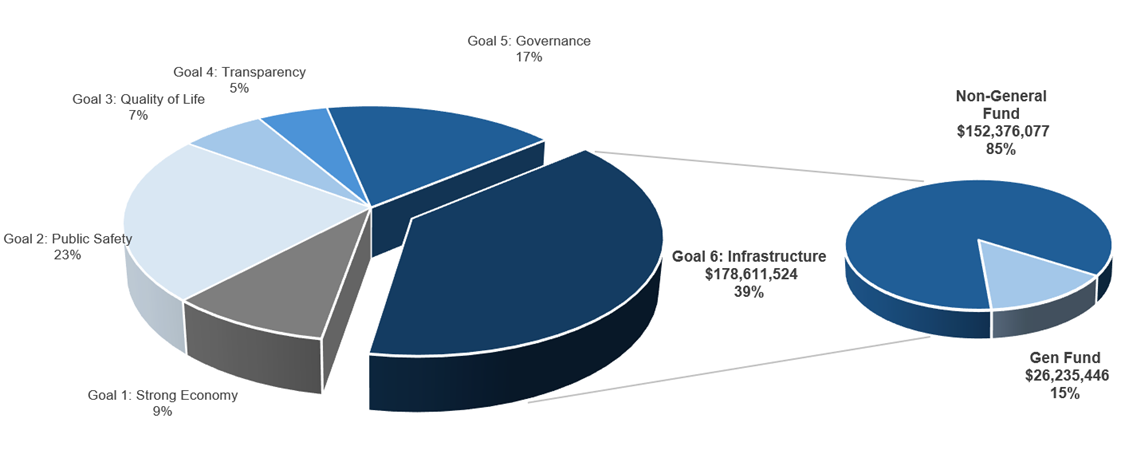 Goal 5: Governance
17%
Goal 4: Transparency
5%
Goal 3: Quality of Life
7%
Goal 2: Public Safety
23%
Goal 1: Strong Economy
9%
Goal 6: Infrastructure
$178,611,524
39%
Non-General
Fund
$152,376,077
85%
Gen Fund
$26,235,446
15%